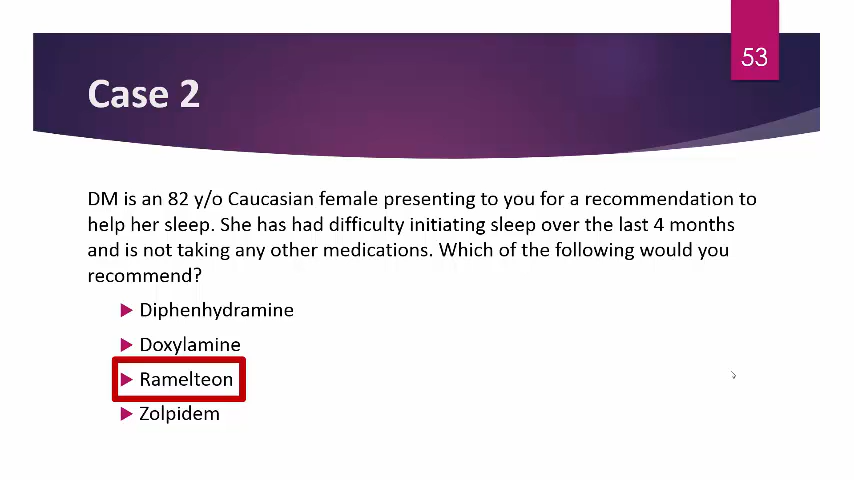 53
Case 2
DM is an 82 y/o Caucasian female presenting to you for a recommendation to
help her sleep. She has had difficulty initiating sleep over the last 4 months
and is not taking any other medications. Which of the following would you
recommend?
Diphenhydramine
Doxylamine
Ramelteon
Zolpidem